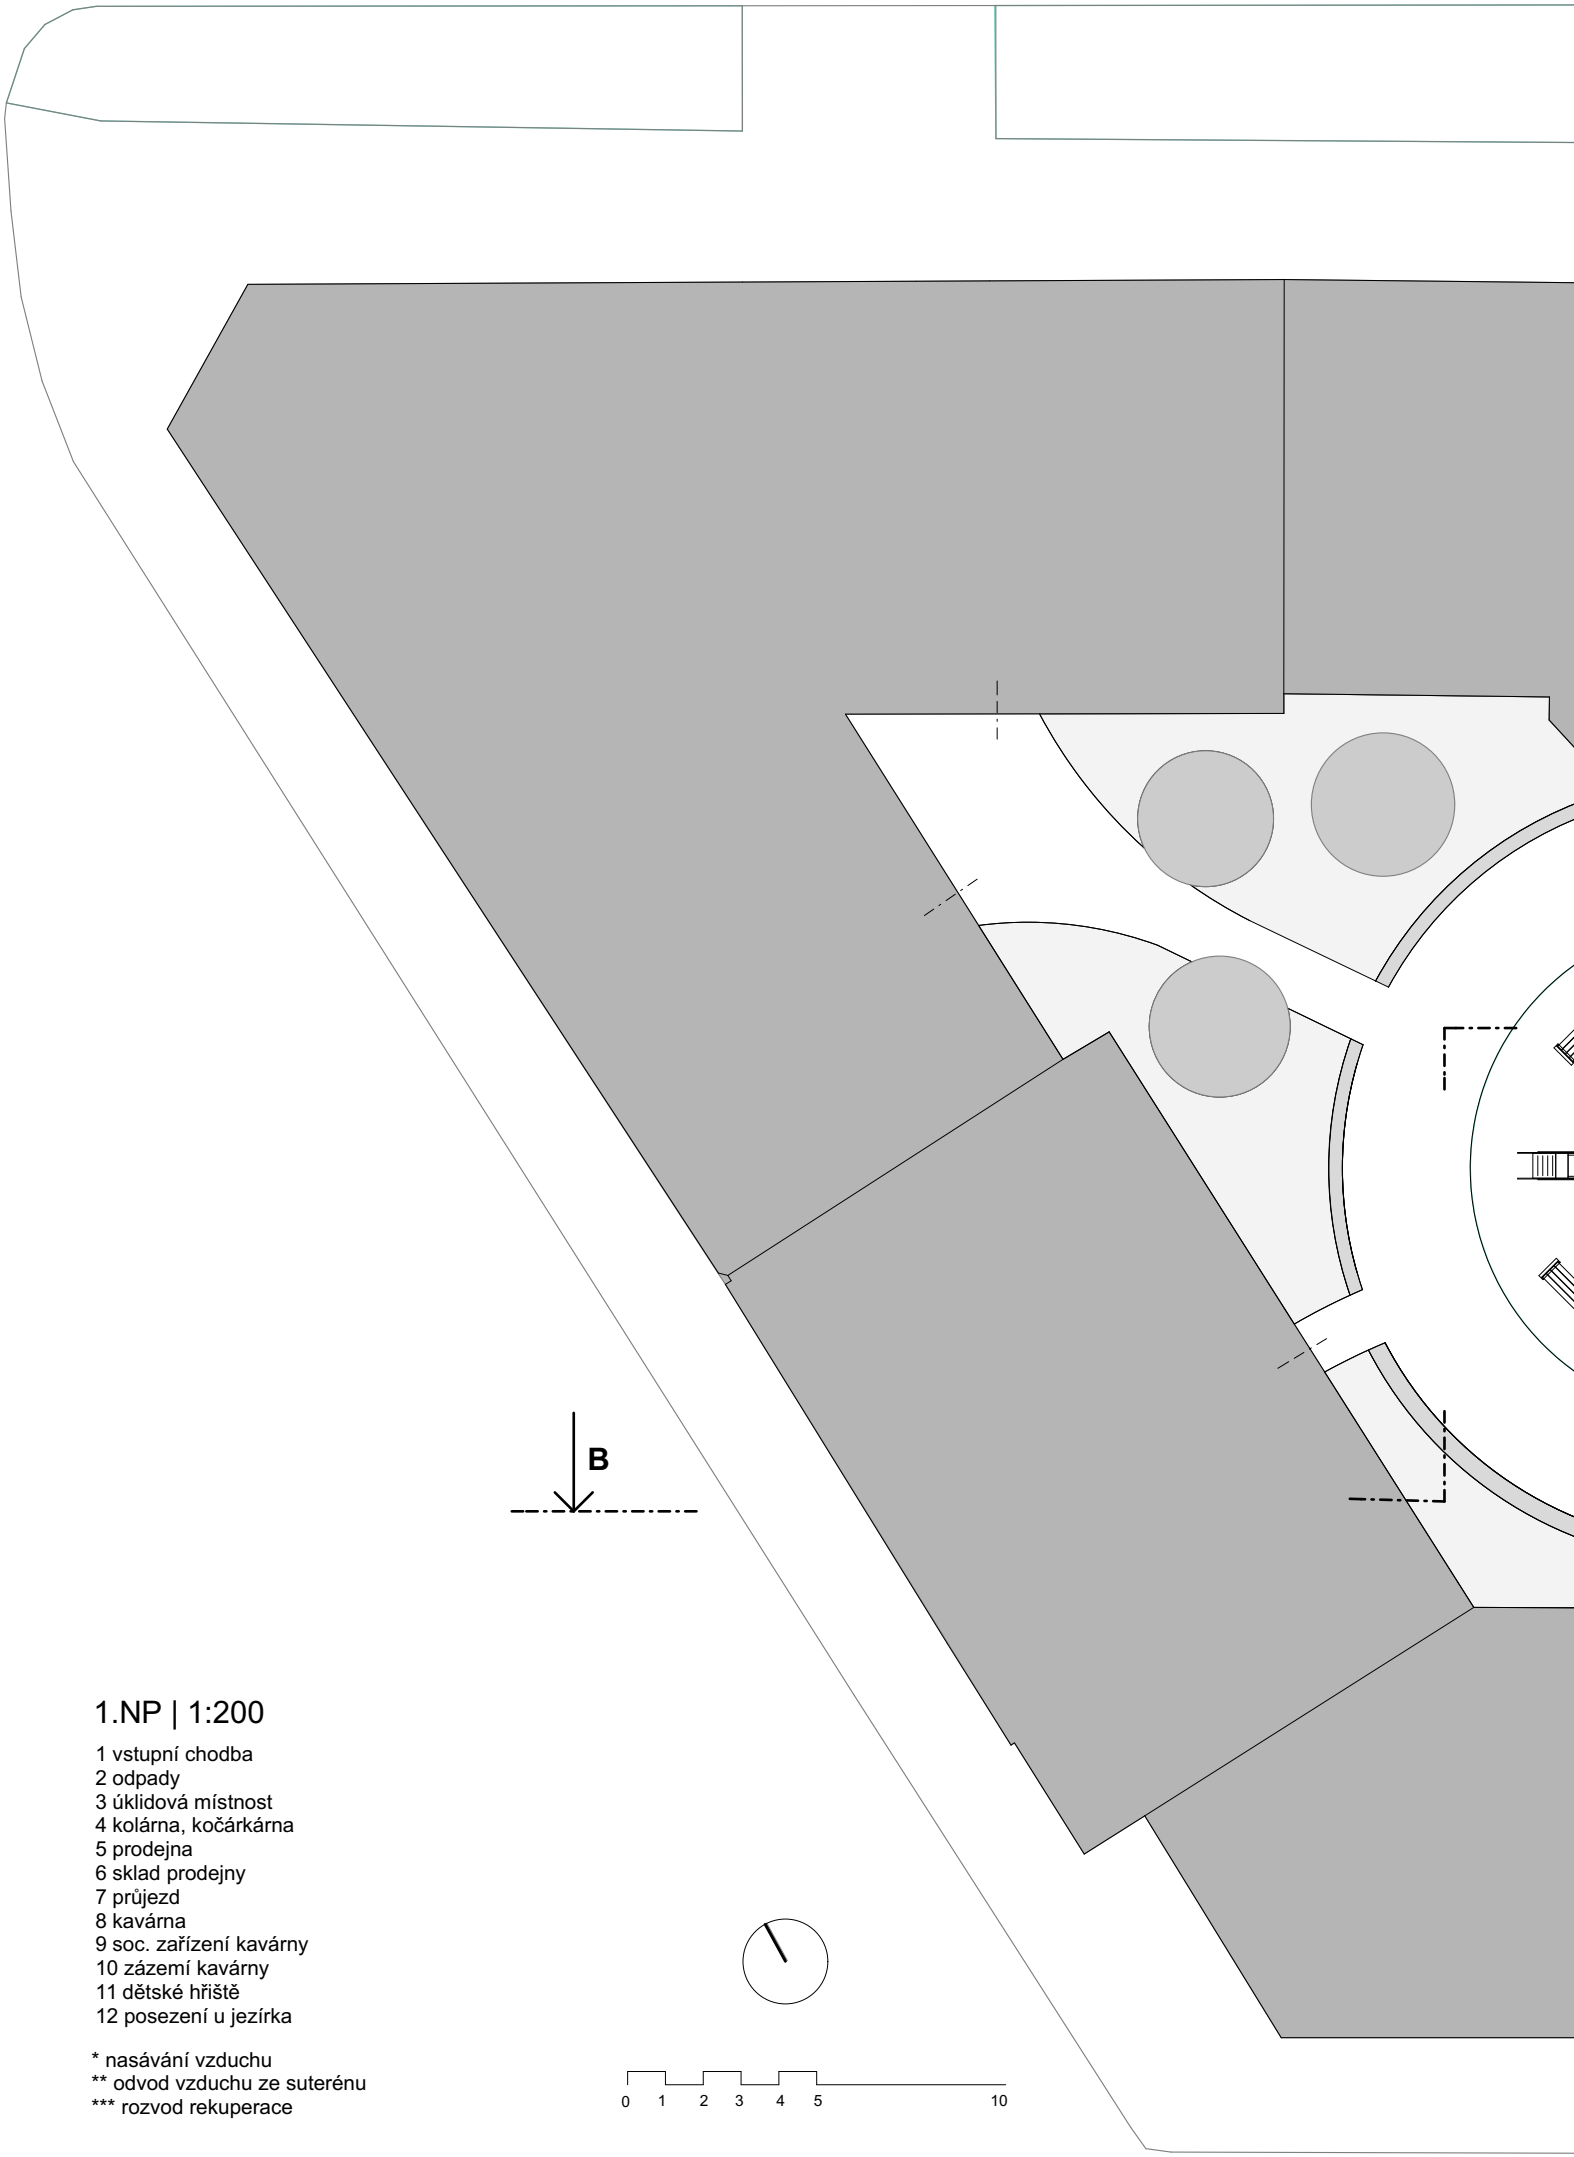 B
1.NP | 1:200
1 vstupní chodba
2 odpady
3 úklidová místnost
4 kolárna, kočárkárna
5 prodejna
6 sklad prodejny
7 průjezd
8 kavárna
9 soc. zařízení kavárny
10 zázemí kavárny
11 dětské hřiště
12 posezení u jezírka
* nasávání vzduchu
** odvod vzduchu ze suterénu
*** rozvod rekuperace
0 1 2 3 4 5 10